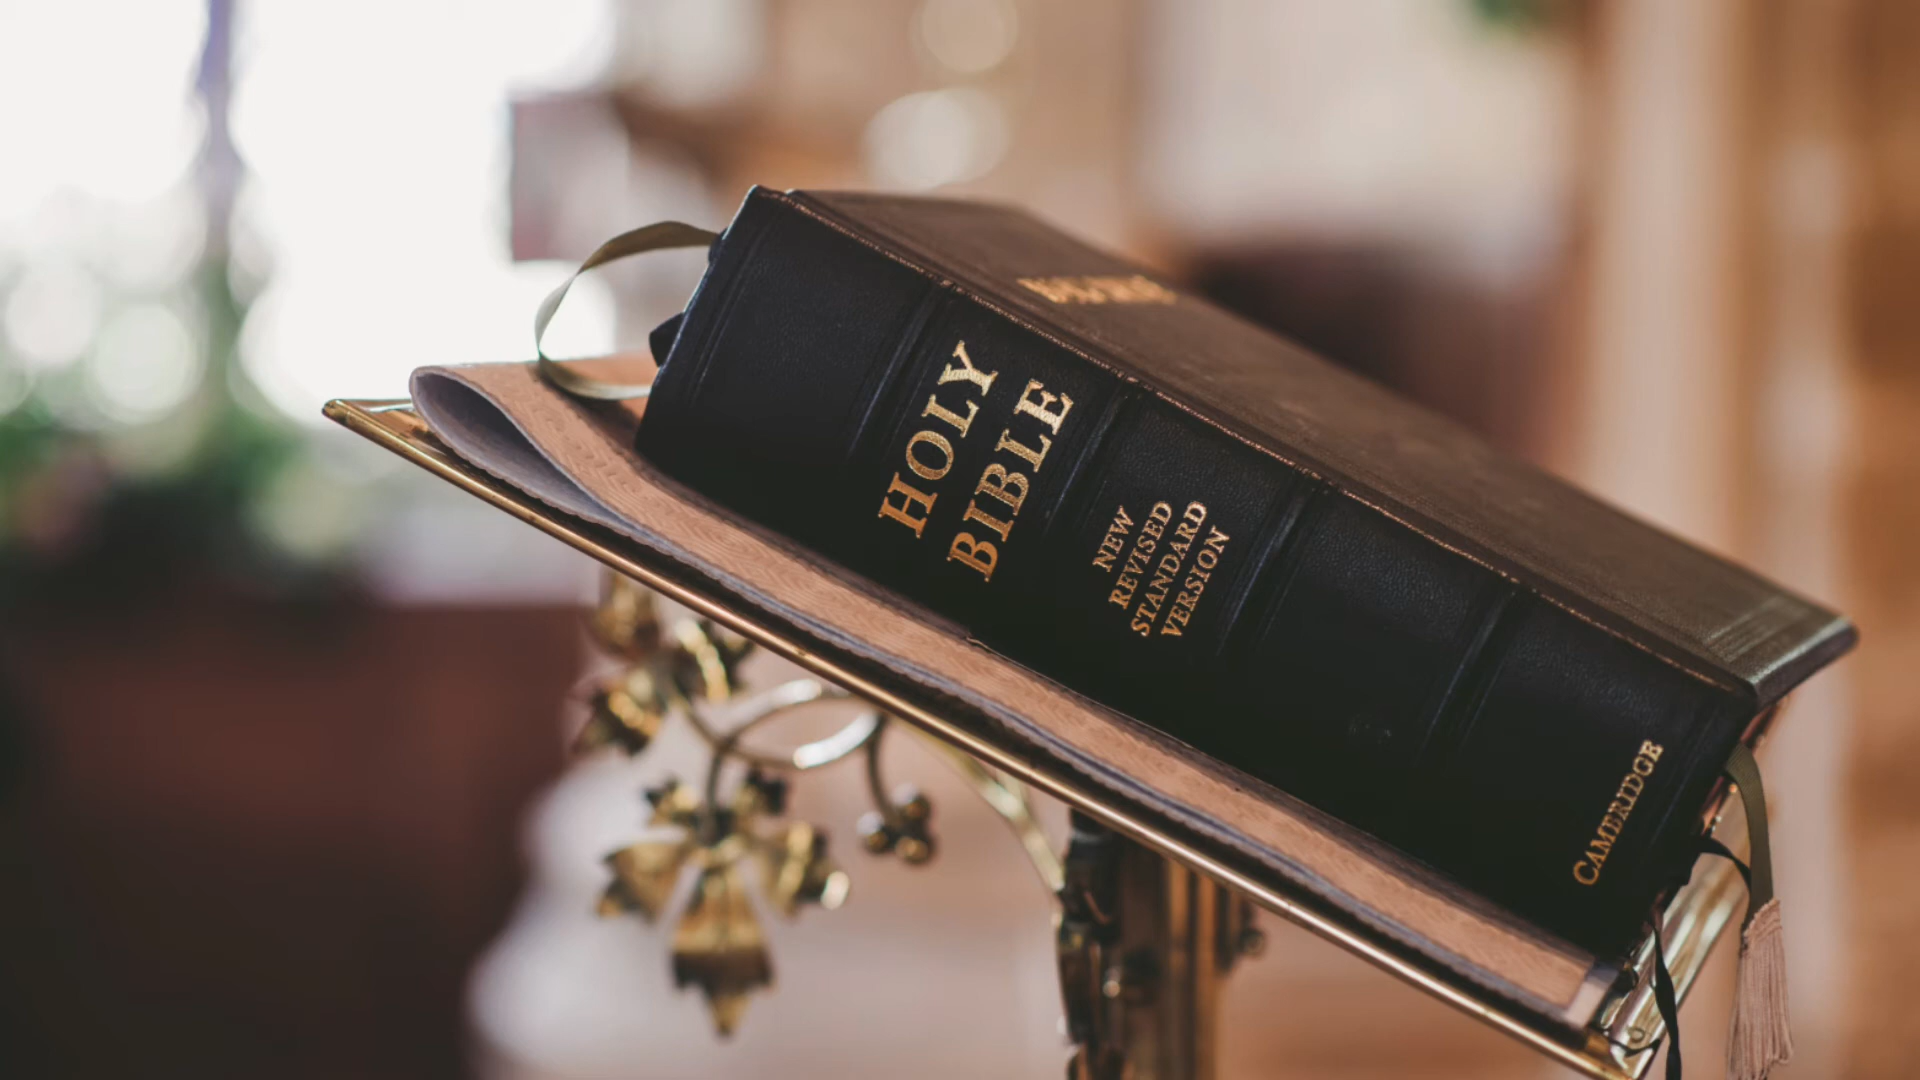 HOLY
BIBLE
NEW
REVISED
STANDARD
VERSION
CAMBRIDGE